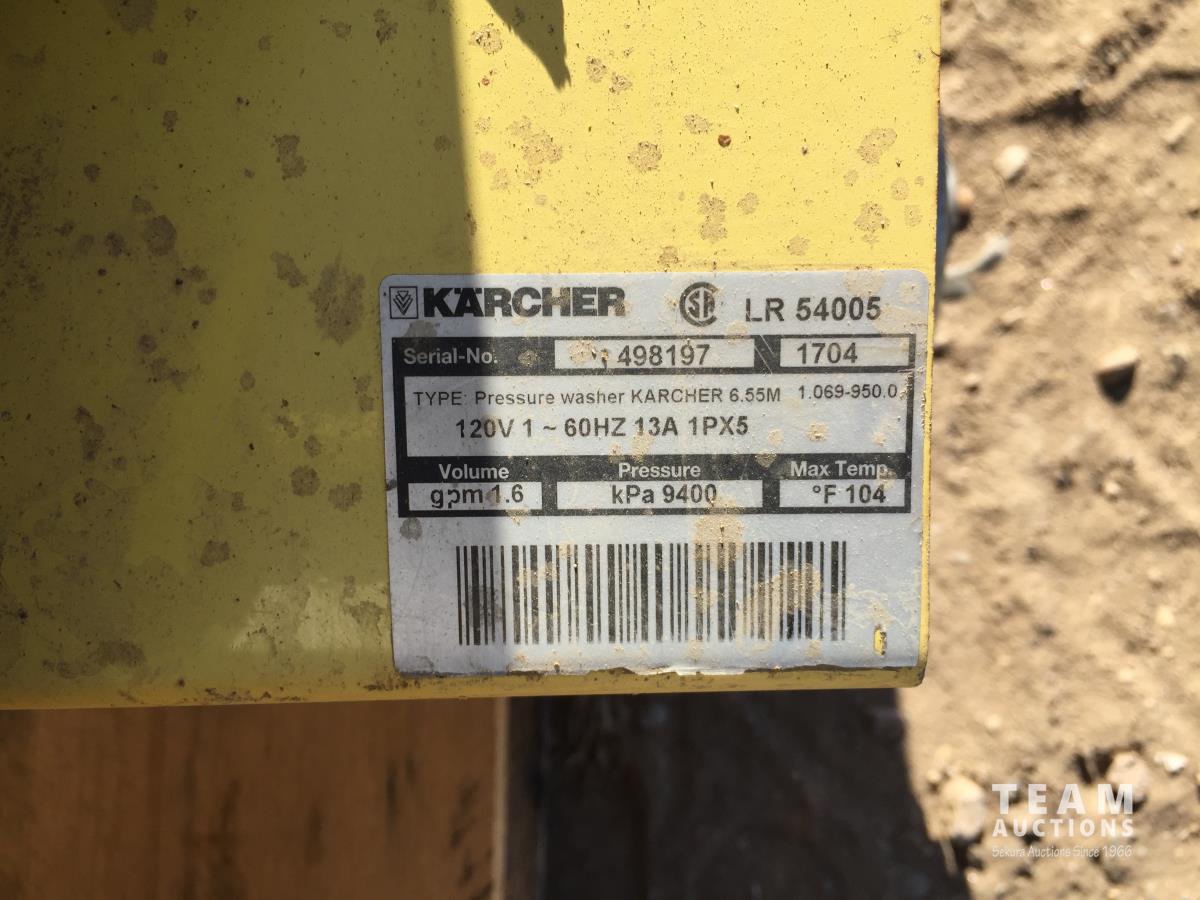 KÄRCHER SA LR 54005
Serial-No. 498197 1704
TYPE: Pressure washer KARCHER 6.55M 1.069-950.0
120V 1 ~ 60HZ 13A 1PX5
Volume Pressure Max Temp.
gpm 1.6 kPa 9400 °F 104
TEAM
AUCTIONS
Sekura Auctions Since 1966